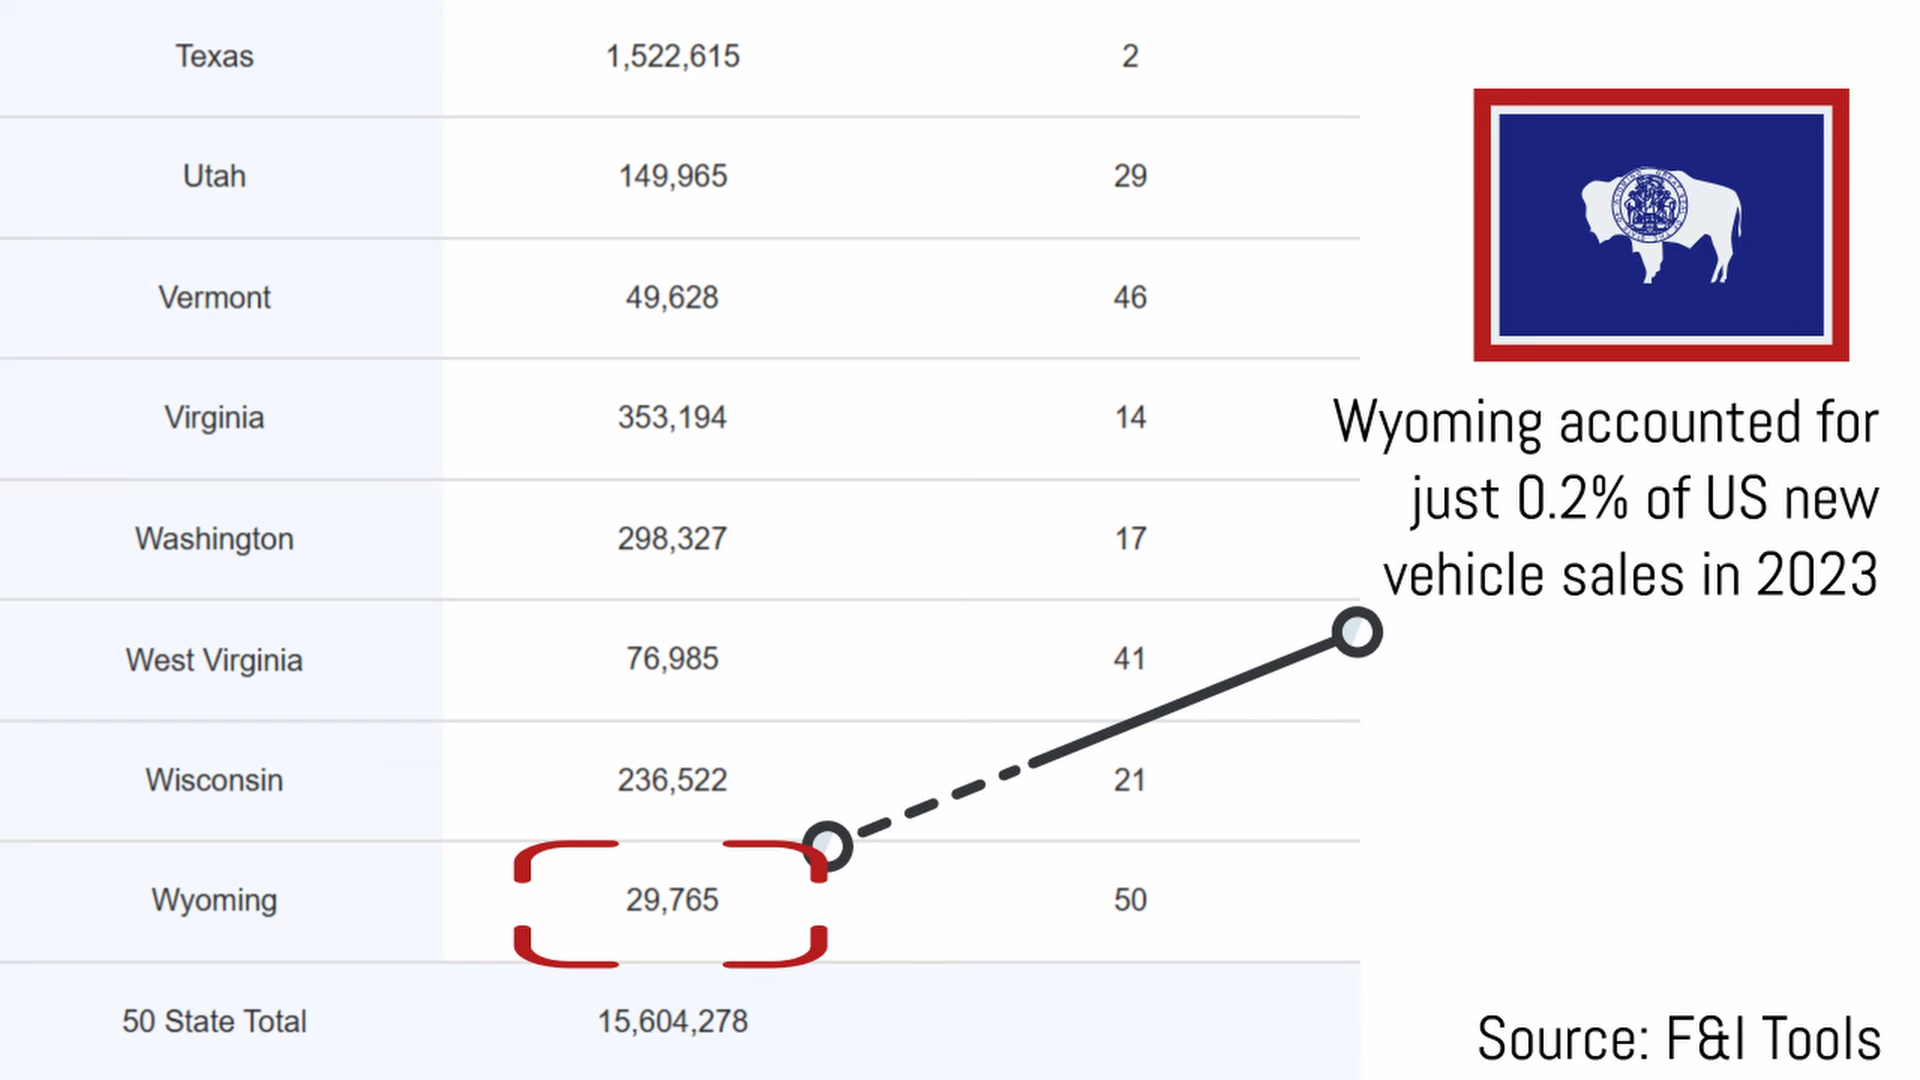 Texas 1,522,615 2
Utah 149,965 29
Vermont 49,628 46
Virginia 353,194 14
Washington 298,327 17
West Virginia 76,985 41
Wisconsin 236,522 21
Wyoming 29,765 50
50 State Total 15,604,278
Wyoming accounted for
just 0.2% of US new
vehicle sales in 2023
Source: F&I Tools